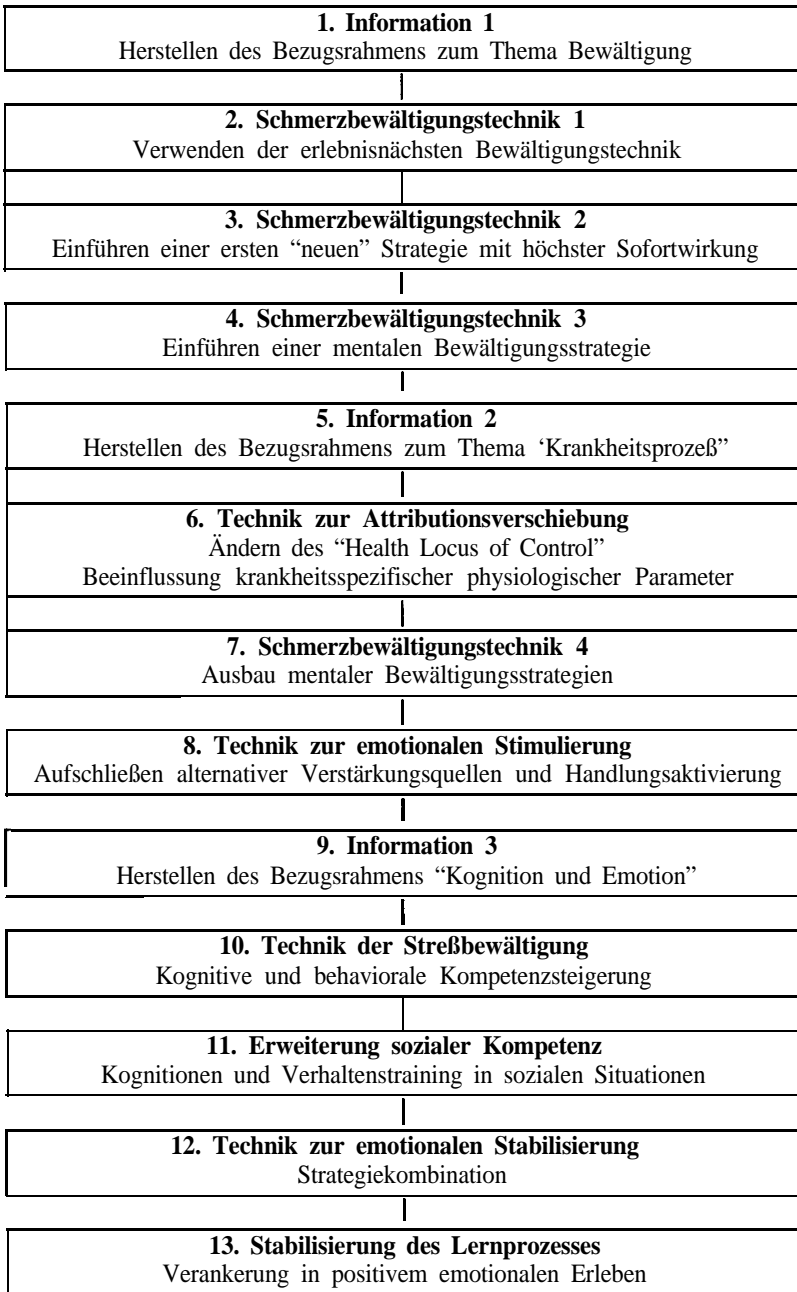 1. Information 1
Herstellen des Bezugsrahmens zum Thema Bewältigung
2. Schmerzbewältigungstechnik 1
Verwenden der erlebnisnächsten Bewältigungstechnik
3. Schmerzbewältigungstechnik 2
Einführen einer ersten “neuen” Strategie mit höchster Sofortwirkung
4. Schmerzbewältigungstechnik 3
Einführen einer mentalen Bewältigungsstrategie
5. Information 2
Herstellen des Bezugsrahmens zum Thema ‘Krankheitsprozeß”
6. Technik zur Attributionsverschiebung
Ändern des “Health Locus of Control”
Beeinflussung krankheitsspezifischer physiologischer Parameter
7. Schmerzbewältigungstechnik 4
Ausbau mentaler Bewältigungsstrategien
8. Technik zur emotionalen Stimulierung
Aufschließen alternativer Verstärkungsquellen und Handlungsaktivierung
9. Information 3
Herstellen des Bezugsrahmens “Kognition und Emotion”
10. Technik der Streßbewältigung
Kognitive und behaviorale Kompetenzsteigerung
11. Erweiterung sozialer Kompetenz
Kognitionen und Verhaltenstraining in sozialen Situationen
12. Technik zur emotionalen Stabilisierung
Strategiekombination
13. Stabilisierung des Lernprozesses
Verankerung in positivem emotionalen Erleben